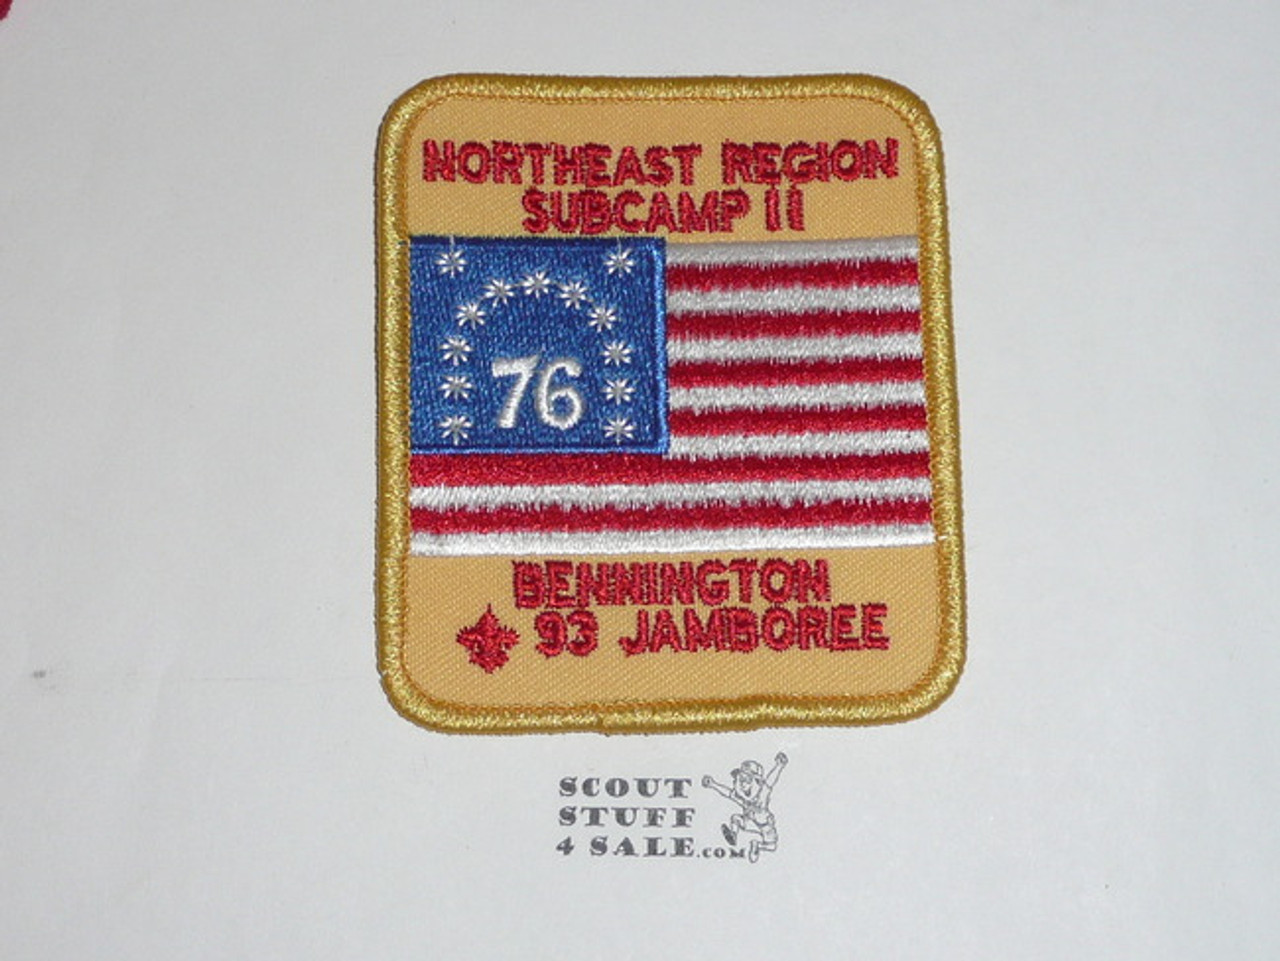 NORTHEAST REGION
SUBCAMP II
76
BENNINGTON
93 JAMBOREE
SCOUT
STUFF
4 SALE.COM